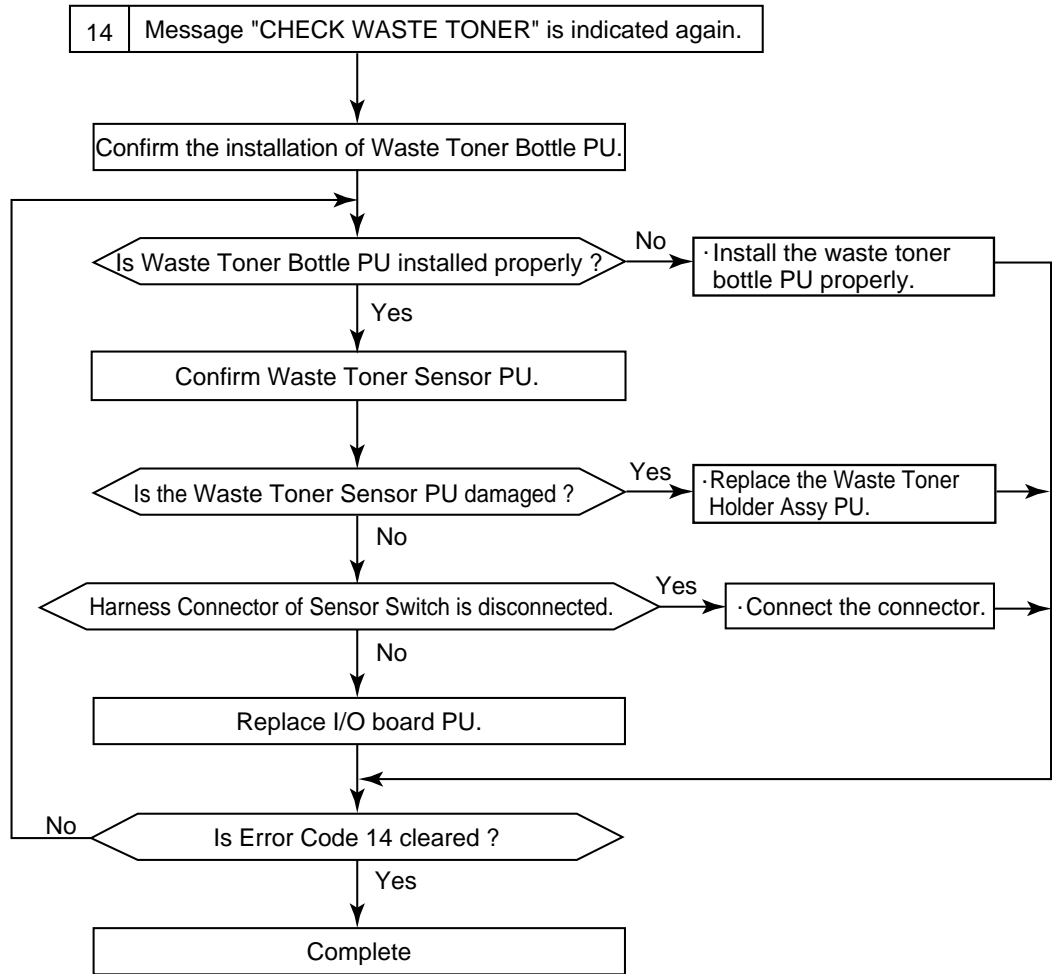 14 Message "CHECK WASTE TONER" is indicated again.
Confirm the installation of Waste Toner Bottle PU.
Is Waste Toner Bottle PU installed properly ?
No
·Install the waste toner
bottle PU properly.
Yes
Confirm Waste Toner Sensor PU.
Is the Waste Toner Sensor PU damaged ?
Yes
·Replace the Waste Toner
Holder Assy PU.
No
Harness Connector of Sensor Switch is disconnected.
Yes
·Connect the connector.
No
Replace I/O board PU.
No
Is Error Code 14 cleared ?
Yes
Complete